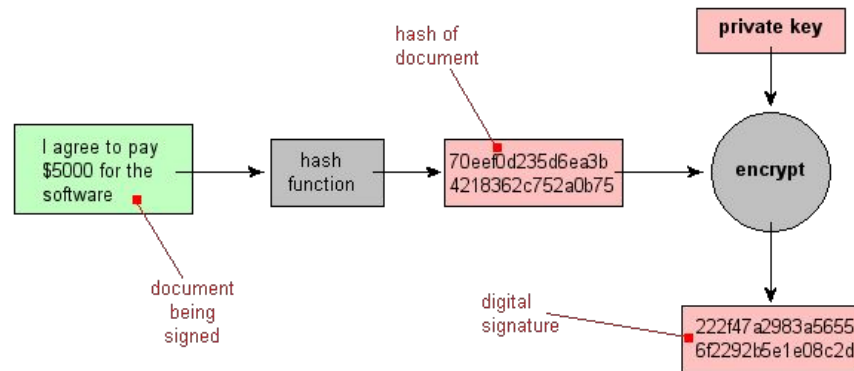 private key
hash of
document
I agree to pay
$5000 for the
software
hash
function
70eef0d235d6ea3b
4218362c752a0b75
encrypt
document
being
signed
digital
signature
222f47a2983a5655
6f2292b5e1e08c2d